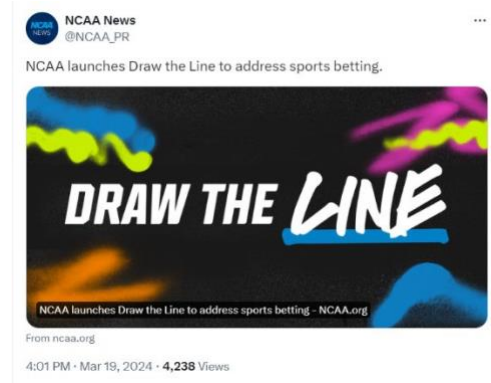 NCAA NEWS
NCAA News
@NCAA_PR
NCAA launches Draw the Line to address sports betting.
DRAW THE LINE
NCAA launches Draw the Line to address sports betting - NCAA.org
From ncaa.org
4:01 PM · Mar 19, 2024 · 4,238 Views